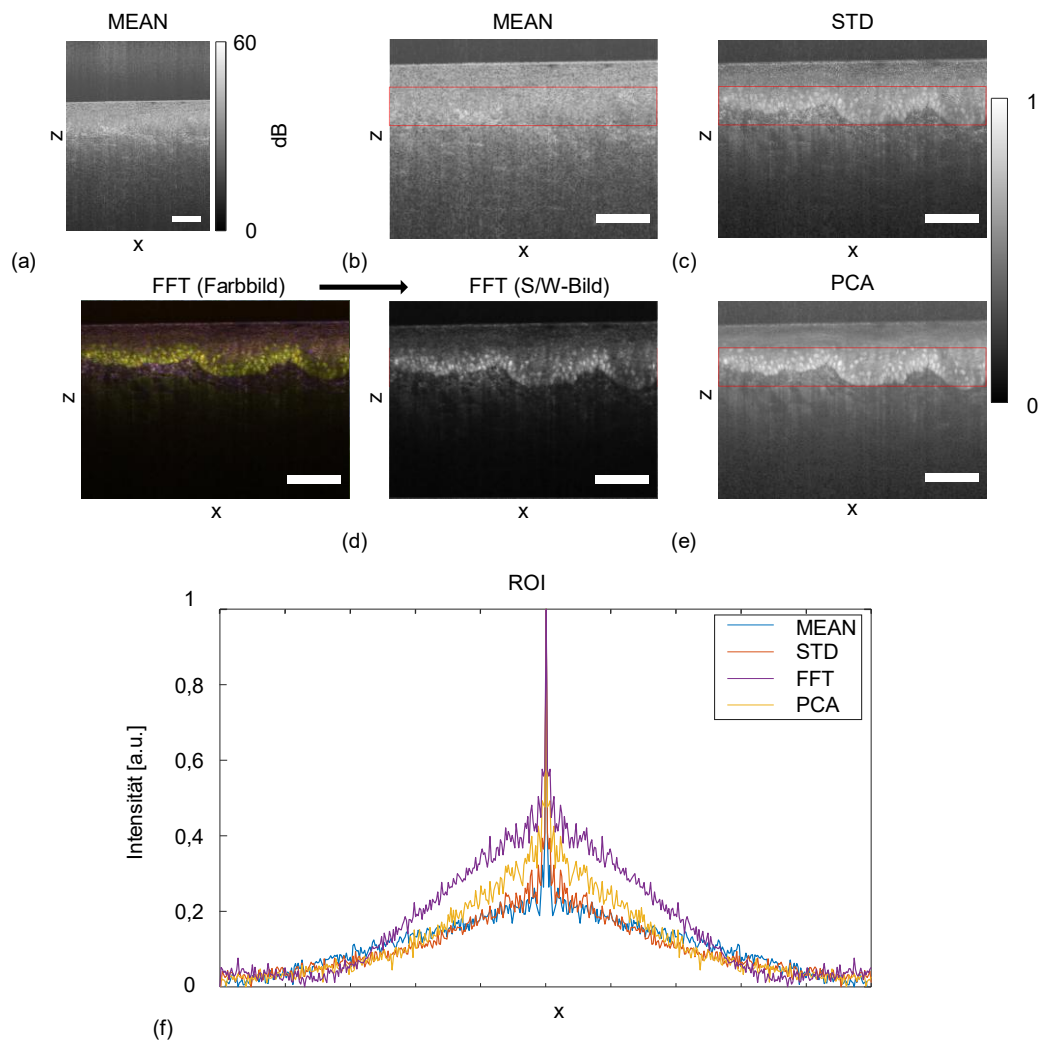 MEAN
60
z
dB
0
x
(a)
MEAN
z
x
(b)
STD
z
x
(c)
1
0
FFT (Farbbild)
z
x
FFT (S/W-Bild)
z
x
(d)
PCA
z
x
(e)
ROI
1
0,8
0,6
0,4
0,2
0
Intensität [a.u.]
x
MEAN
STD
FFT
PCA
(f)